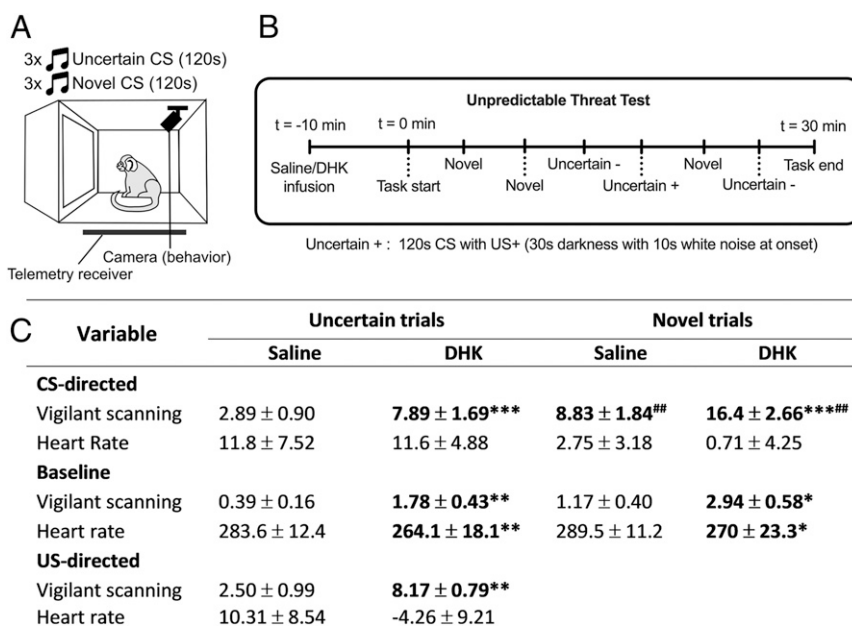 A
3x Uncertain CS (120s)
3x Novel CS (120s)
Camera (behavior)
Telemetry receiver
B
Unpredictable Threat Test
t = -10 min t = 0 min t = 30 min
Novel Uncertain - Novel
Saline/DHK infusion Task start Novel Uncertain + Uncertain - Task end
Uncertain + : 120s CS with US+ (30s darkness with 10s white noise at onset)
C
Variable Uncertain trials Novel trials
Saline DHK Saline DHK
CS-directed
Vigilant scanning 2.89 ± 0.90 7.89 ± 1.69*** 8.83 ± 1.84## 16.4 ± 2.66***##
Heart Rate 11.8 ± 7.52 11.6 ± 4.88 2.75 ± 3.18 0.71 ± 4.25
Baseline
Vigilant scanning 0.39 ± 0.16 1.78 ± 0.43** 1.17 ± 0.40 2.94 ± 0.58*
Heart rate 283.6 ± 12.4 264.1 ± 18.1** 289.5 ± 11.2 270 ± 23.3*
US-directed
Vigilant scanning 2.50 ± 0.99 8.17 ± 0.79**
Heart rate 10.31 ± 8.54 -4.26 ± 9.21